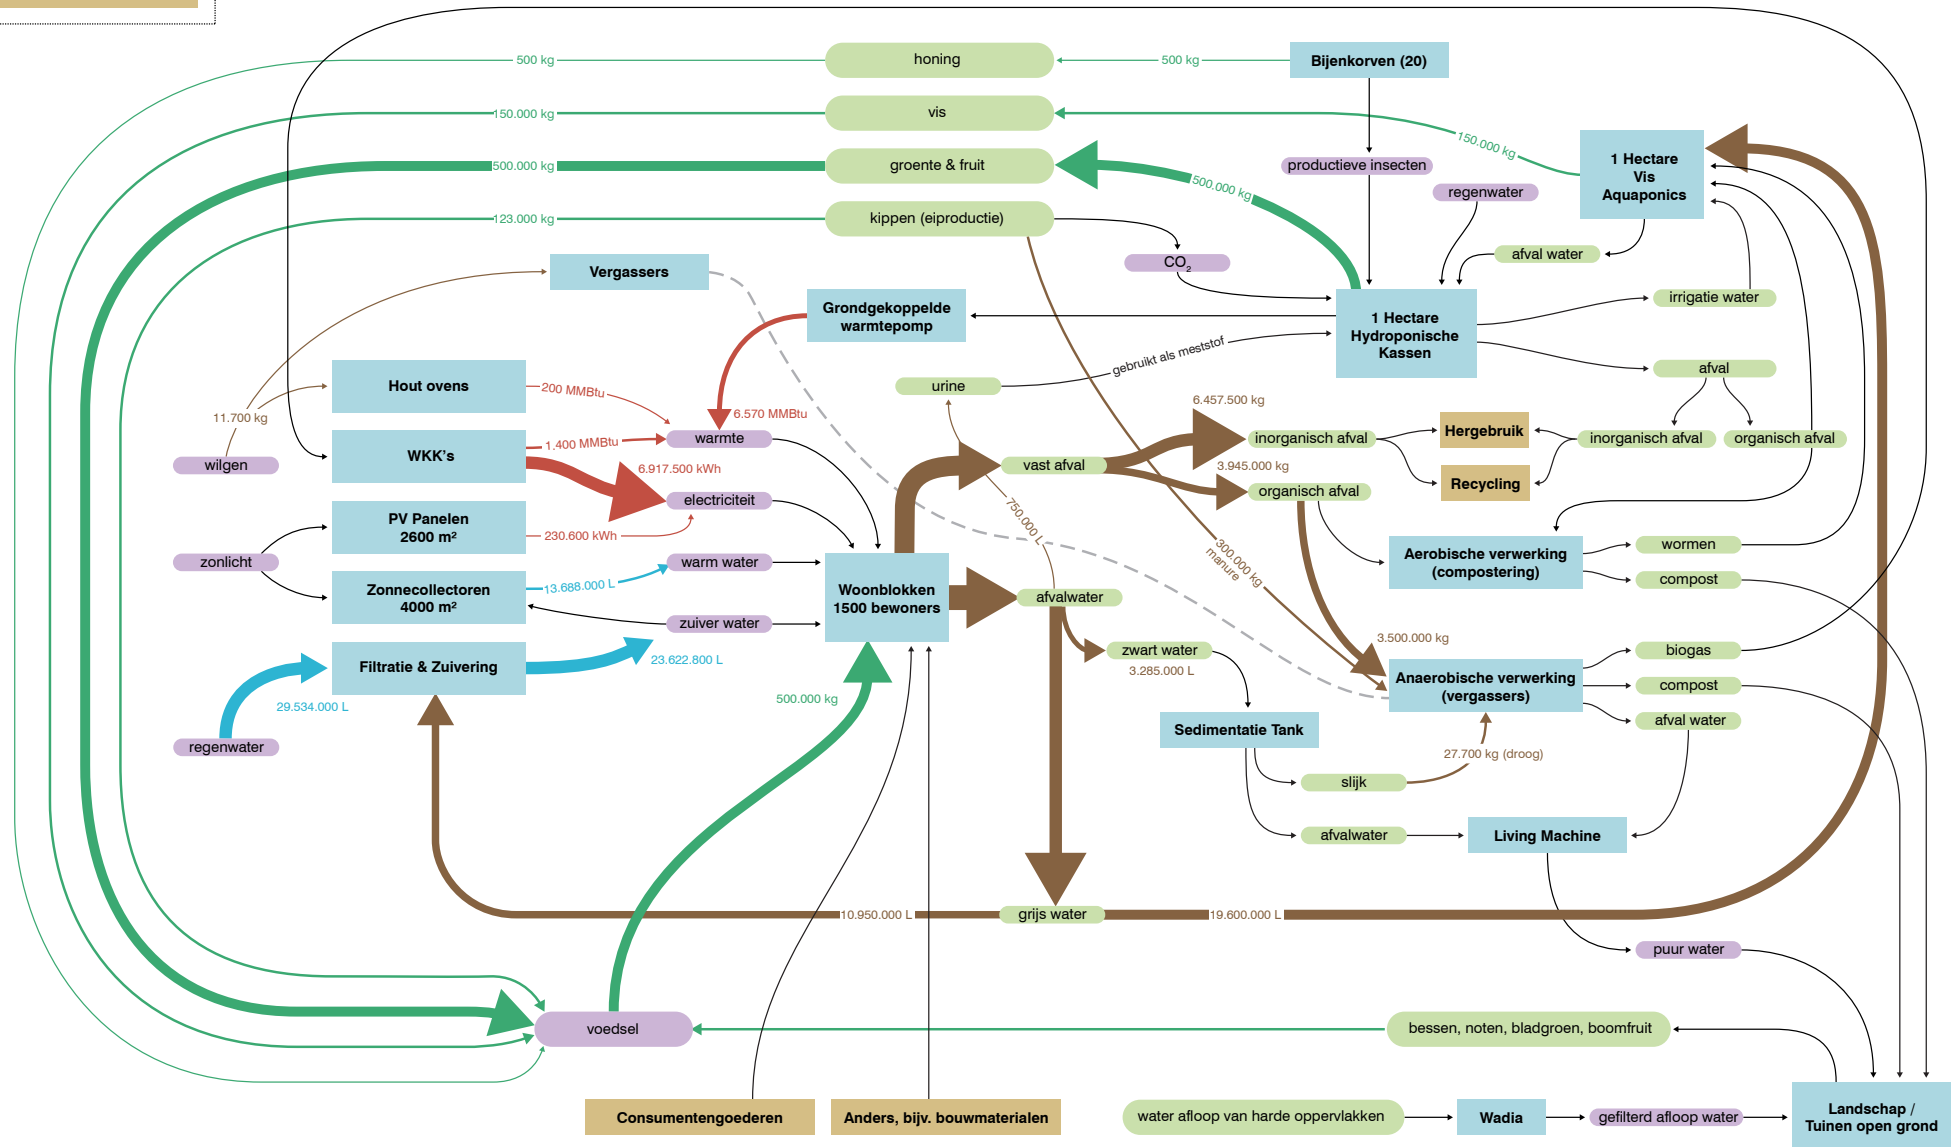 500 kg
honing
500 kg
Bijenkorven (20)
150.000 kg
vis
150.000 kg
500.000 kg
groente & fruit
500.000 kg
productieve insecten
regenwater
1 Hectare
Vis
Aquaponics
123.000 kg
kippen (eiproductie)
CO2
afval water
Vergassers
Grondgekoppelde
warmtepomp
1 Hectare
Hydroponische
Kassen
irrigatie water
gebruikt als meststof
afval
Hout ovens
200 MMBtu
6.570 MMBtu
urine
11.700 kg
wilgen
WKK's
1.400 MMBtu
warmte
6.917.500 kWh
electriciteit
vast afval
6.457.500 kg
inorganisch afval
3.945.000 kg
organisch afval
Hergebruik
Recycling
inorganisch afval
organisch afval
PV Panelen
2600 m²
230.600 kWh
750.000 L
300.000 kg
manure
zonlicht
Zonnecollectoren
4000 m²
13.688.000 L
warm water
zuiver water
Woonblokken
1500 bewoners
afvalwater
Aerobische verwerking
(compostering)
wormen
compost
Filtratie & Zuivering
23.622.800 L
29.534.000 L
regenwater
500.000 kg
zwart water
3.285.000 L
3.500.000 kg
Anaerobische verwerking
(vergassers)
biogas
compost
afval water
Sedimentatie Tank
27.700 kg (droog)
slijk
afvalwater
Living Machine
10.950.000 L
grijs water
19.600.000 L
puur water
voedsel
bessen, noten, bladgroen, boomfruit
Consumentengoederen
Anders, bijv. bouwmaterialen
water afloop van harde oppervlakken
Wadia
gefilterd afloop water
Landschap /
Tuinen open grond